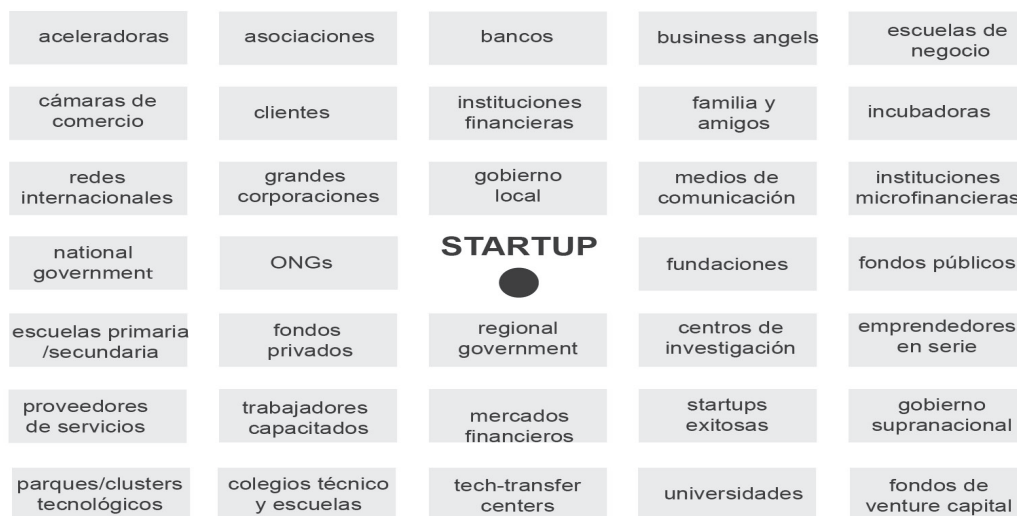 aceleradoras
asociaciones
bancos
business angels
escuelas de
negocio
cámaras de
comercio
clientes
instituciones
financieras
familia y
amigos
incubadoras
redes
internacionales
grandes
corporaciones
gobierno
local
medios de
comunicación
instituciones
microfinancieras
national
government
ONGs
STARTUP
fundaciones
fondos públicos
escuelas primaria
/secundaria
fondos
privados
regional
government
centros de
investigación
emprendedores
en serie
proveedores
de servicios
trabajadores
capacitados
mercados
financieros
startups
exitosas
gobierno
supranacional
parques/clusters
tecnológicos
colegios técnico
y escuelas
tech-transfer
centers
universidades
fondos de
venture capital